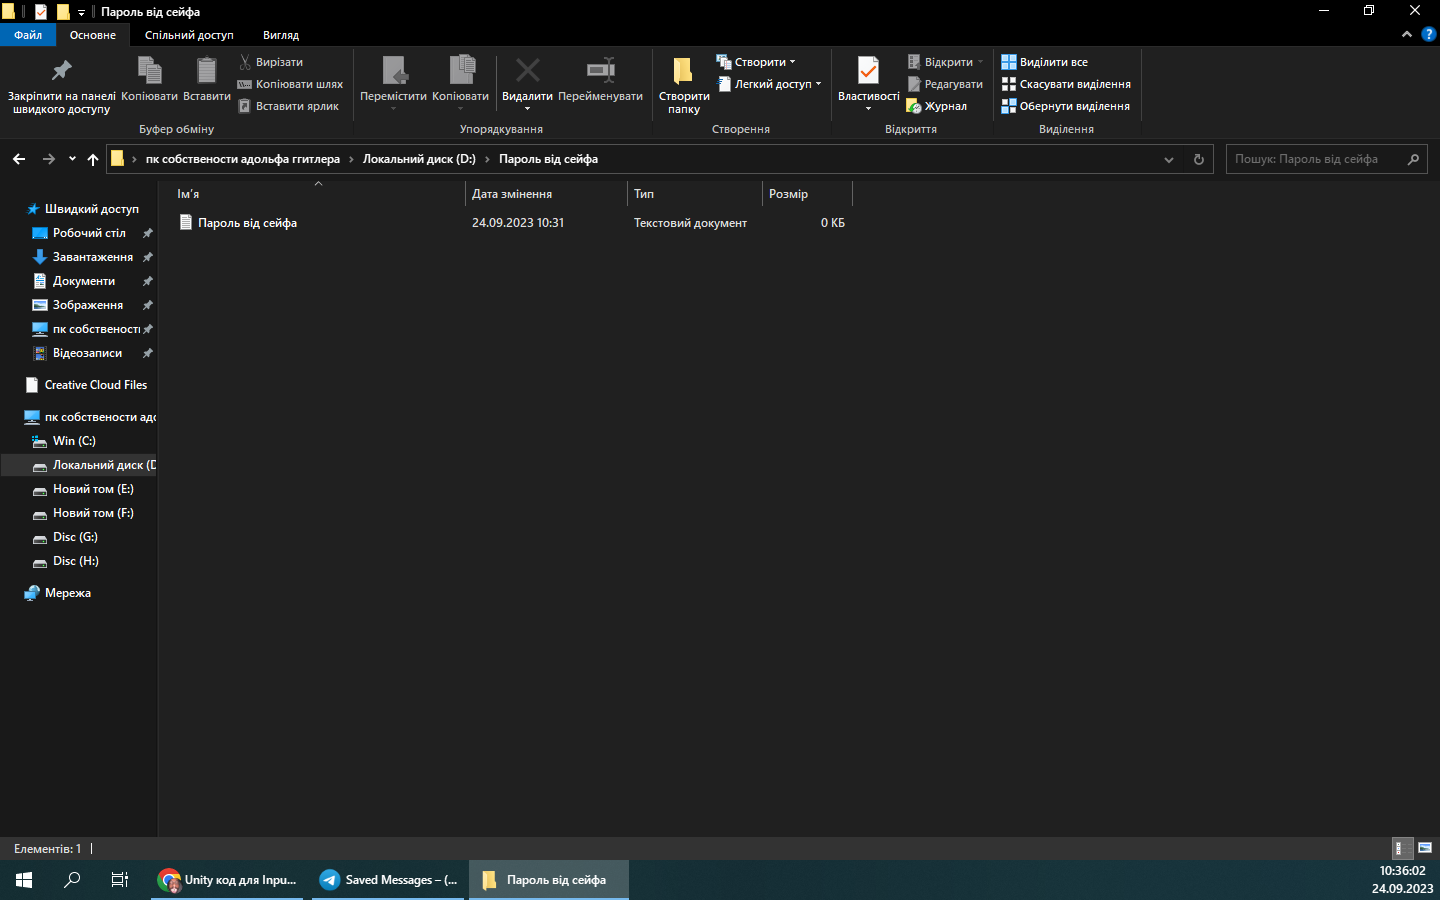 Пароль від сейфа
Файл Основне Спільний доступ Вигляд
Закріпити на панелі швидкого доступу
Копіювати
Вставити
Вирізати
Копіювати шлях
Вставити ярлик
Буфер обміну
Перемістити
Копіювати
Видалити
Перейменувати
Упорядкування
Створити папку
Створити
Легкий доступ
Створення
Властивості
Відкрити
Редагувати
Журнал
Відкриття
Виділити все
Скасувати виділення
Обернути виділення
Виділення
пк собствености адольфа ггитлера Локальний диск (D:) Пароль від сейфа
Пошук: Пароль від сейфа
Ім’я Дата змінення Тип Розмір
Пароль від сейфа 24.09.2023 10:31 Текстовий документ 0 КБ
Швидкий доступ
Робочий стіл
Завантаження
Документи
Зображення
пк собственості
Відеозаписи
Creative Cloud Files
пк собствености адо
Win (C:)
Локальний диск (D
Новий том (E:)
Новий том (F:)
Disc (G:)
Disc (H:)
Мережа
Елементів: 1
Unity код для Inpu...
Saved Messages – (...
Пароль від сейфа
10:36:02
24.09.2023